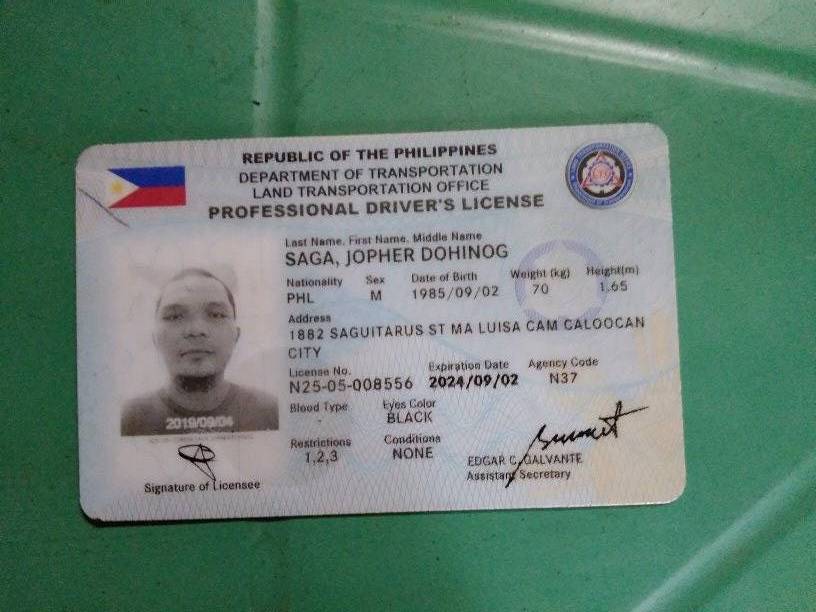 REPUBLIC OF THE PHILIPPINES
DEPARTMENT OF TRANSPORTATION
LAND TRANSPORTATION OFFICE
PROFESSIONAL DRIVER'S LICENSE
Last Name, First Name, Middle Name
SAGA, JOPHER DOHINOG
Nationality Sex Date of Birth Weight (kg) Height(m)
PHL M 1985/09/02 70 1.65
Address
1882 SAGUITARUS ST MA LUISA CAM CALOOCAN
CITY
License No. Expiration Date Agency Code
N25-05-008556 2024/09/02 N37
Blood Type Eyes Color
- BLACK
2019/09/04
Restrictions Conditions
1,2,3 NONE
EDGAR C. GALVANTE
Assistant Secretary
Signature of Licensee